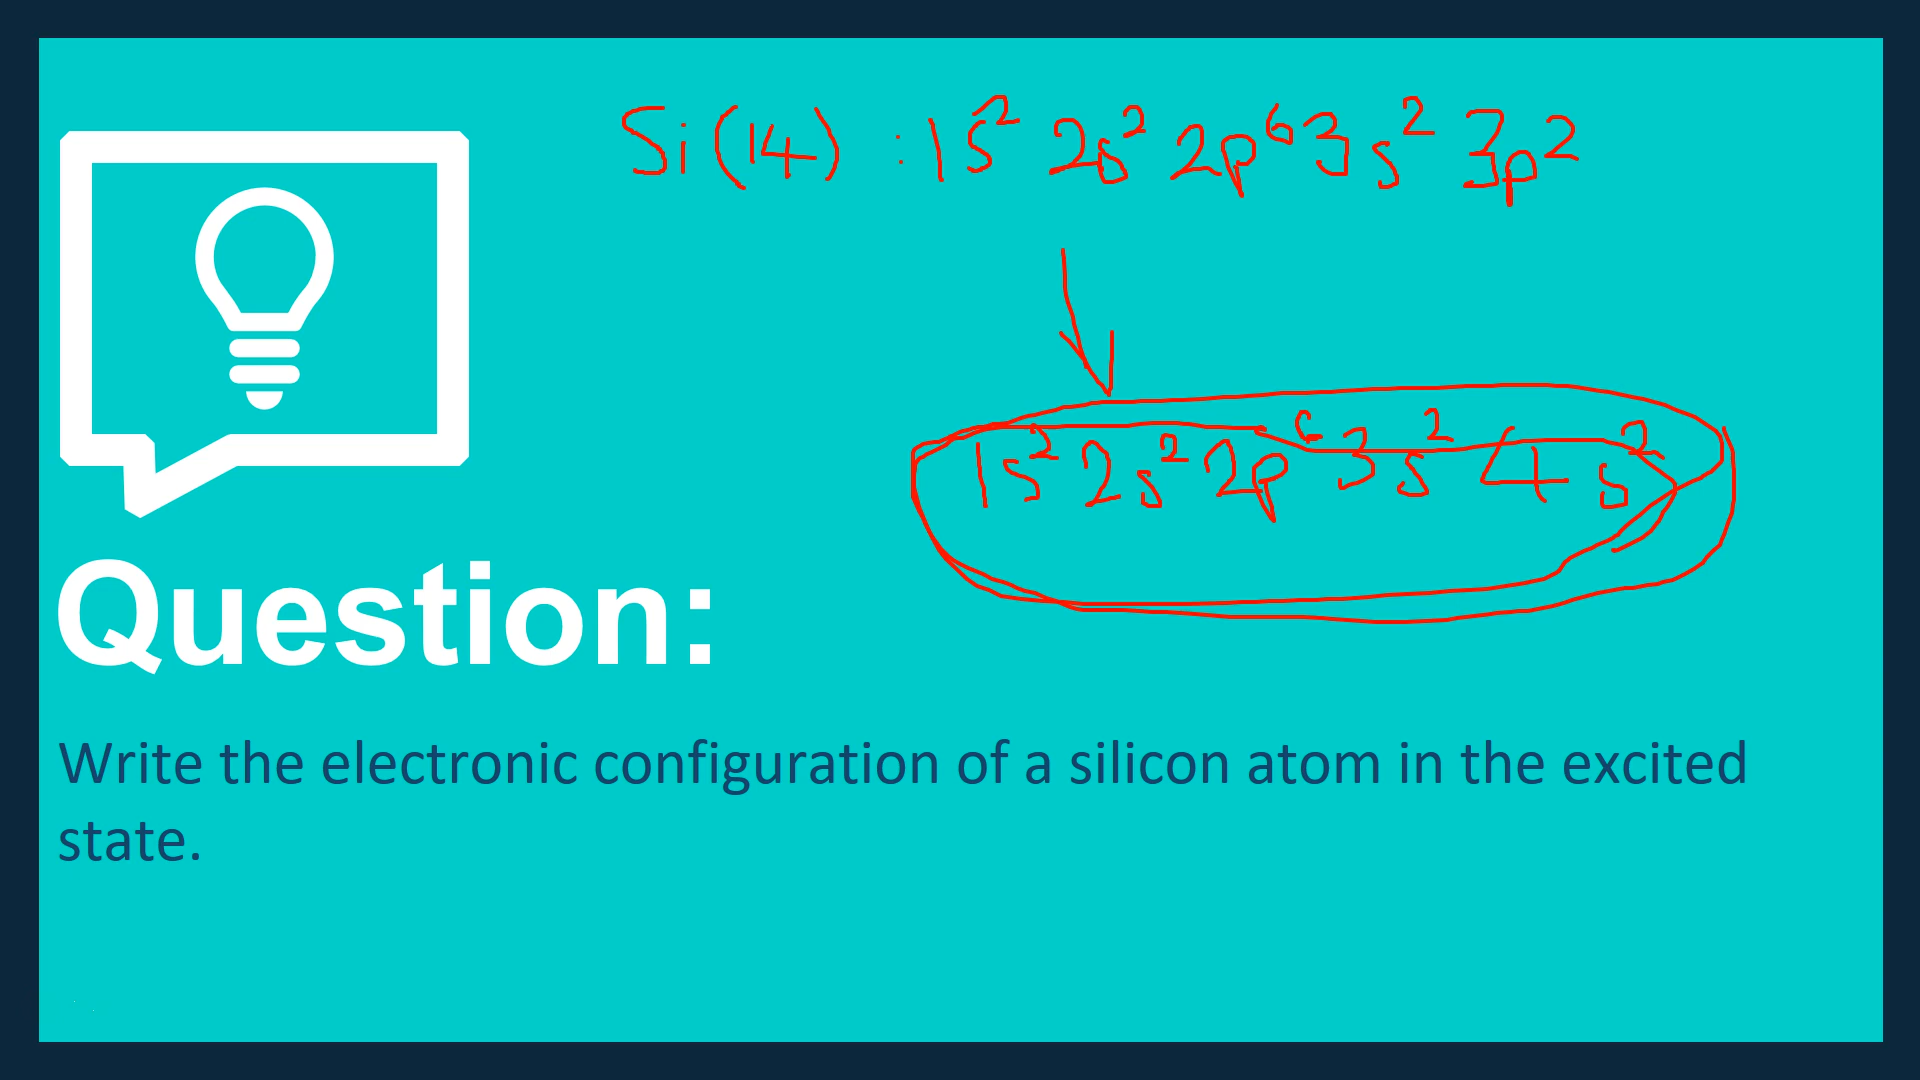 Si(14) : 1s² 2s² 2p⁶ 3s² 3p²
1s² 2s² 2p⁶ 3s² 4s²
Question:
Write the electronic configuration of a silicon atom in the excited
state.